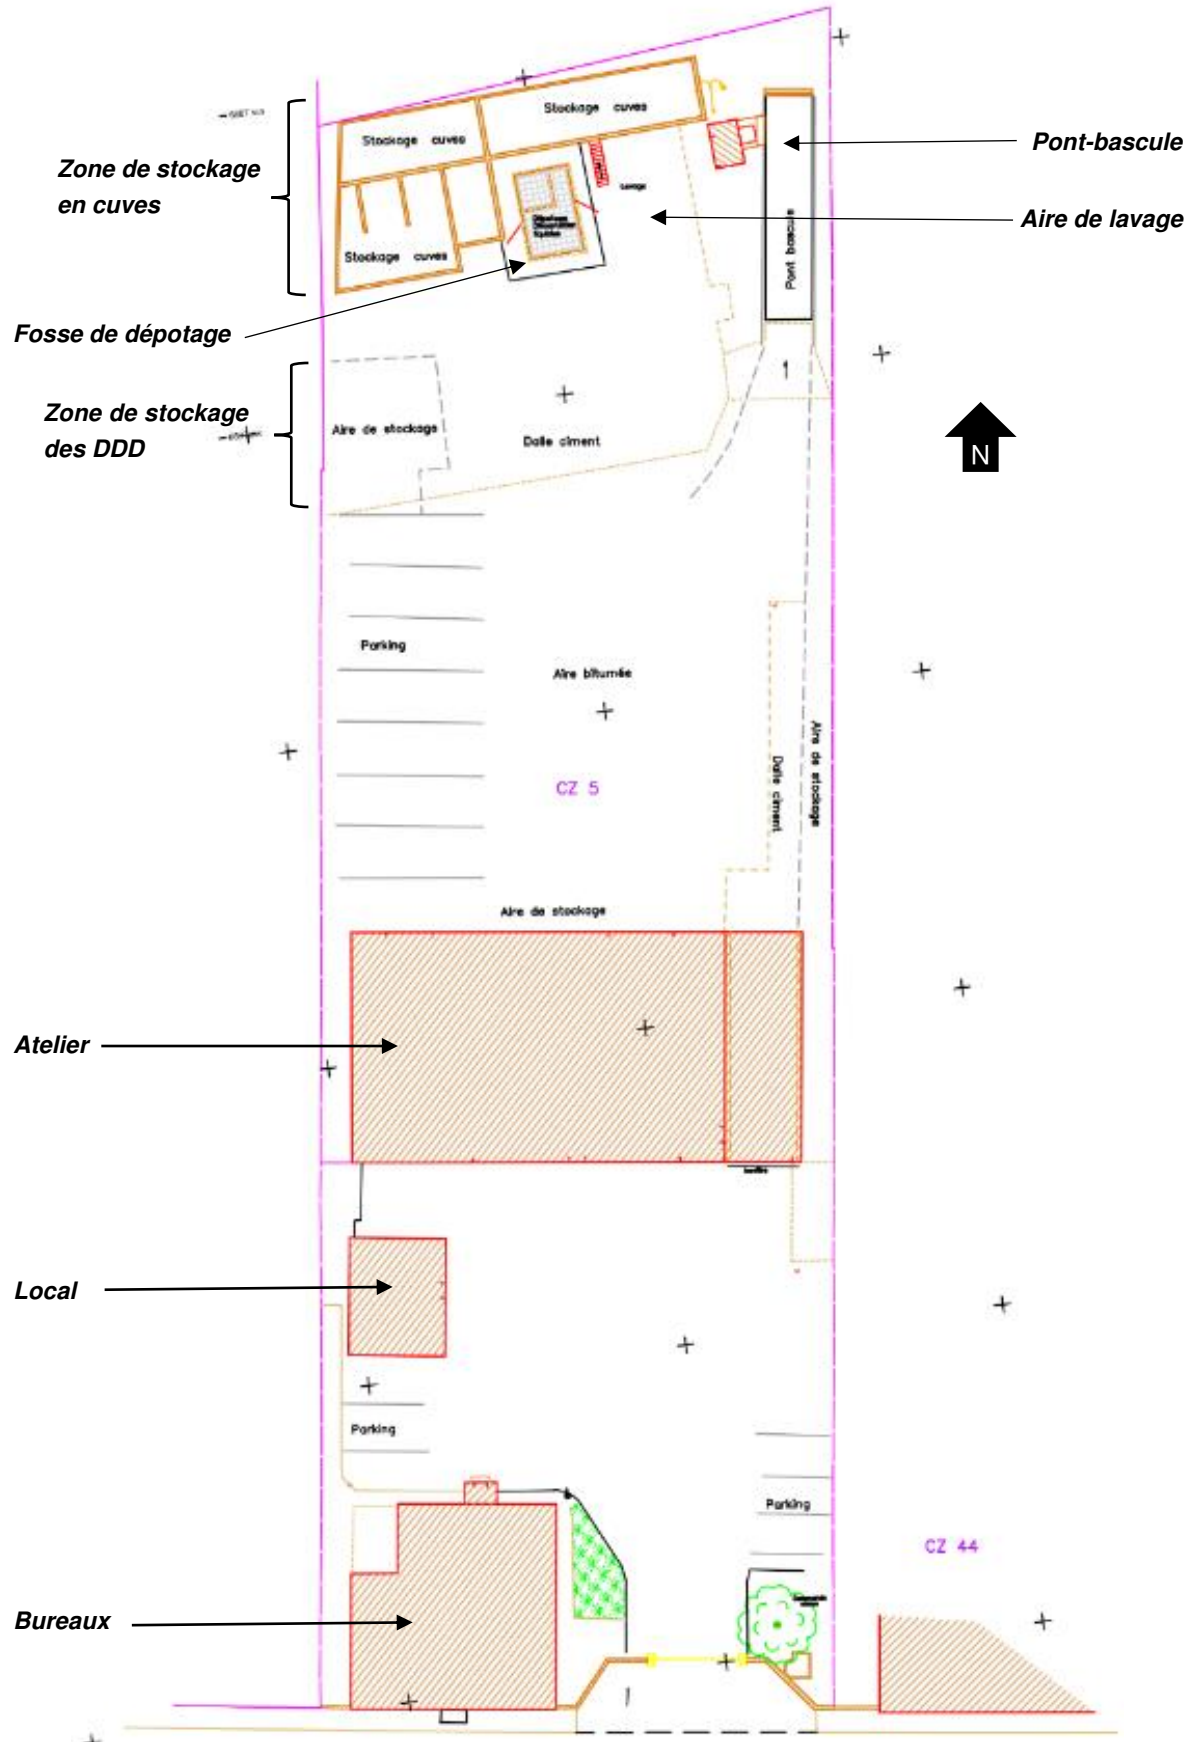 Stockage cuves
Stockage cuves
Pont-bascule
Zone de stockage
en cuves
Lavage
Aire de lavage
Pont bascule
Stockage cuves
Fosse de dépotage
1
Zone de stockage
des DDD
Aire de stockage
Dalle ciment
N
Parking
Aire bitumée
Aire de stockage
Dalle ciment
CZ 5
Aire de stockage
Atelier
Local
Parking
Parking
CZ 44
Bureaux